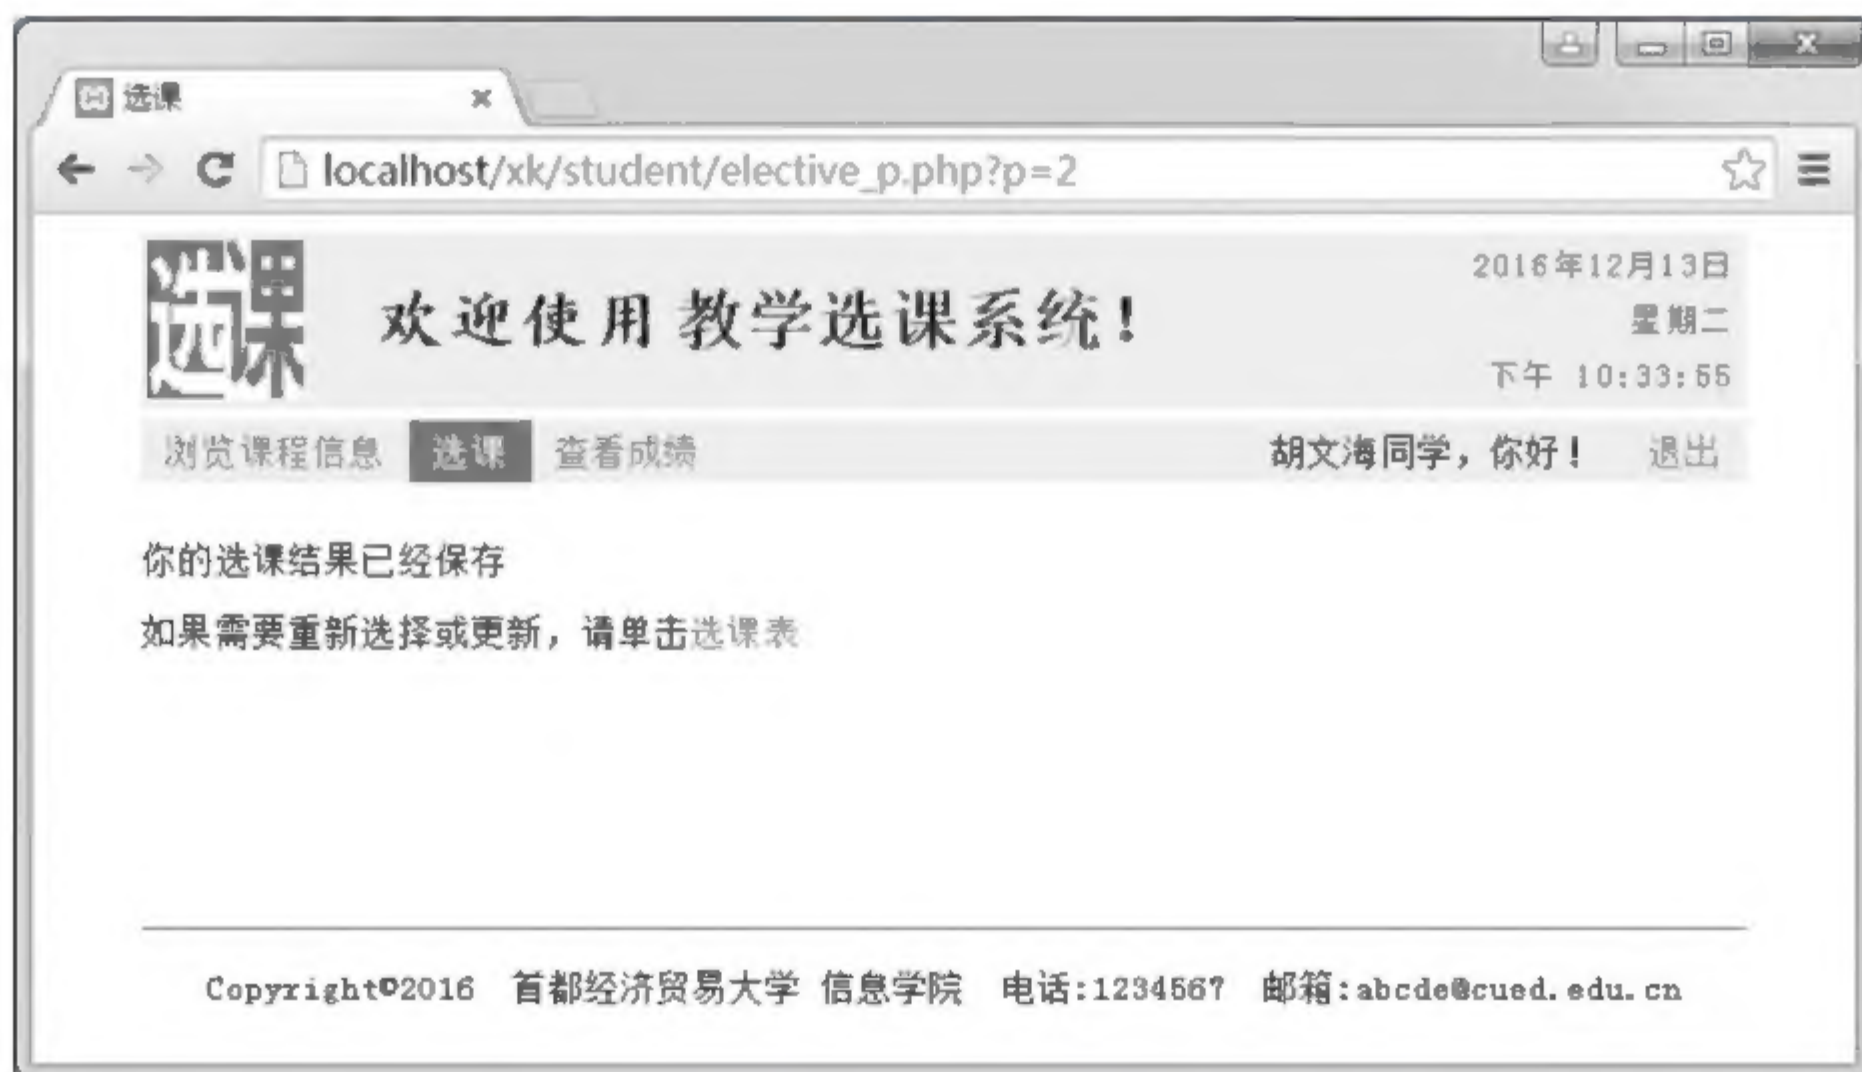 选课
localhost/xk/student/elective_p.php?p=2
选课
欢迎使用 教学选课系统！
2016年12月13日
星期二
下午 10:33:55
浏览课程信息 选课 查看成绩 胡文海同学，你好！ 退出
你的选课结果已经保存
如果需要重新选择或更新，请单击选课表
Copyright©2016 首都经济贸易大学 信息学院 电话:1234567 邮箱:abcde@cued.edu.cn